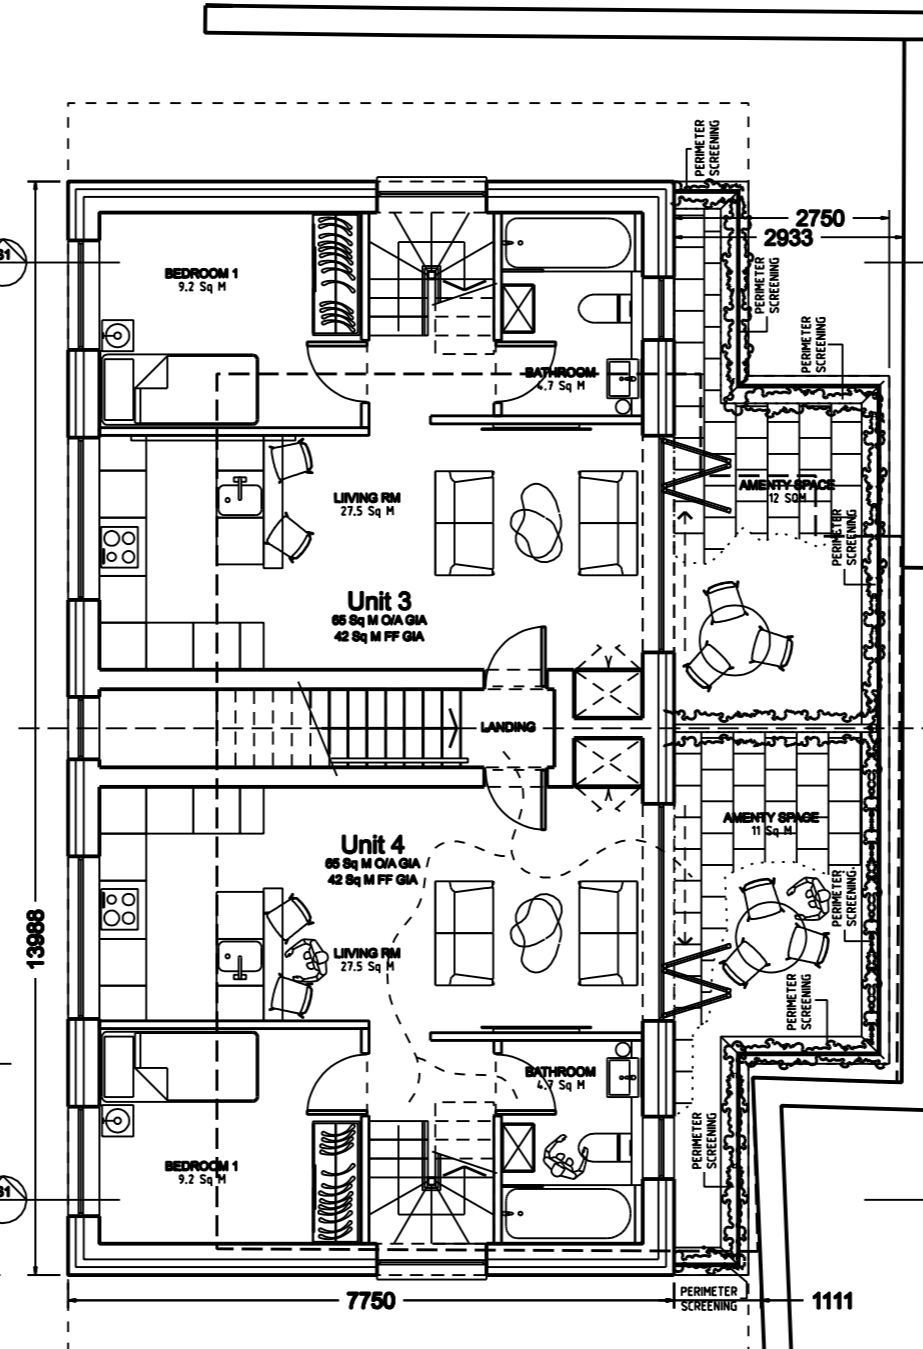 PERIMETER
SCREENING
2750
2933
BEDROOM 1
9.2 Sq M
PERIMETER
SCREENING
PERIMETER
SCREENING
BATHROOM
4.7 Sq M
LIIVING RM
27.5 Sq M
AMENTY SPACE
12 SQM
PERIMETER
SCREENING
Unit 3
65 Sq M O/A GIA
42 Sq M FF GIA
LANDING
AMENTY SPACE
11 Sq M
Unit 4
65 Sq M O/A GIA
42 Sq M FF GIA
PERIMETER
SCREENING
13988
LIIVING RM
27.5 Sq M
PERIMETER
SCREENING
BATHROOM
4.7 Sq M
PERIMETER
SCREENING
BEDROOM 1
9.2 Sq M
7750
PERIMETER
SCREENING
1111